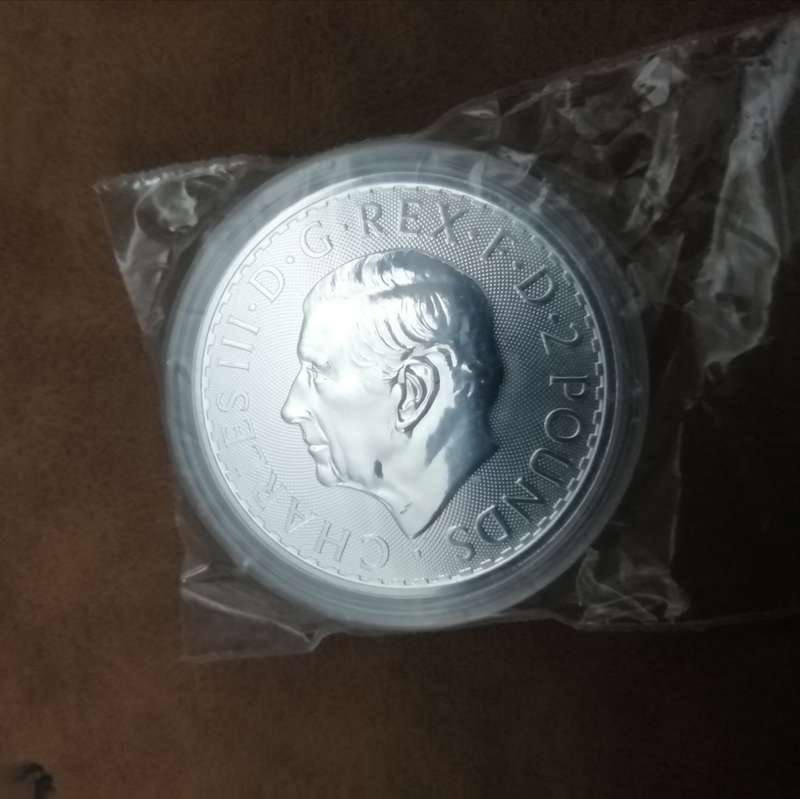 · CHARLES III · D · G · REX · F · D · 2 POUNDS